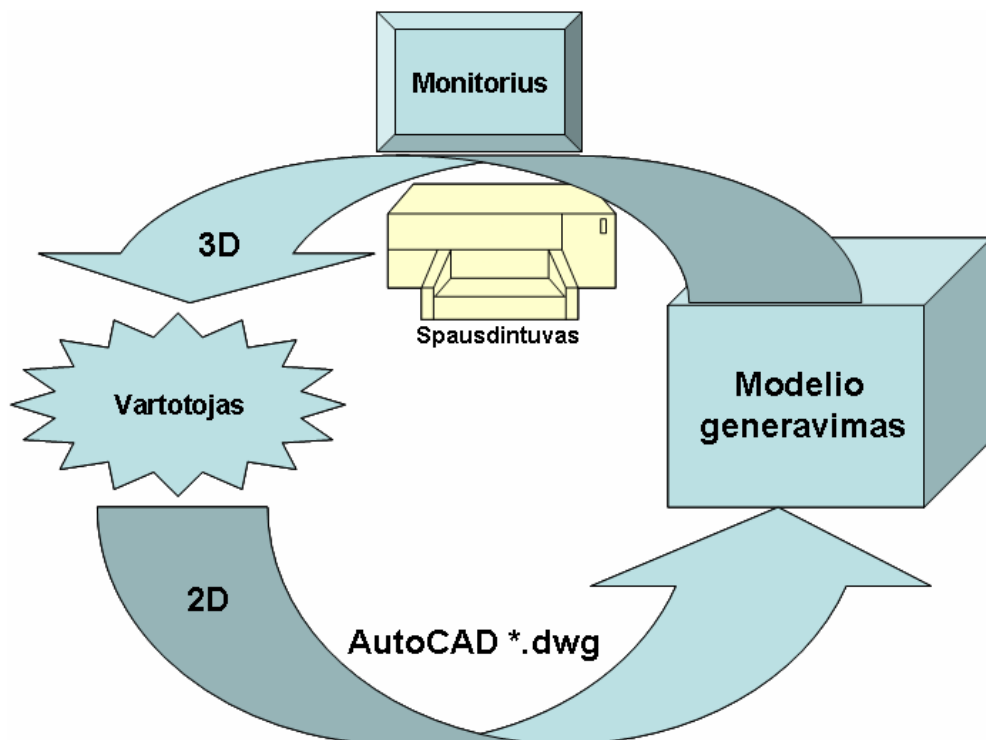 Monitorius
3D
Spausdintuvas
Vartotojas
Modelio
generavimas
2D
AutoCAD *.dwg